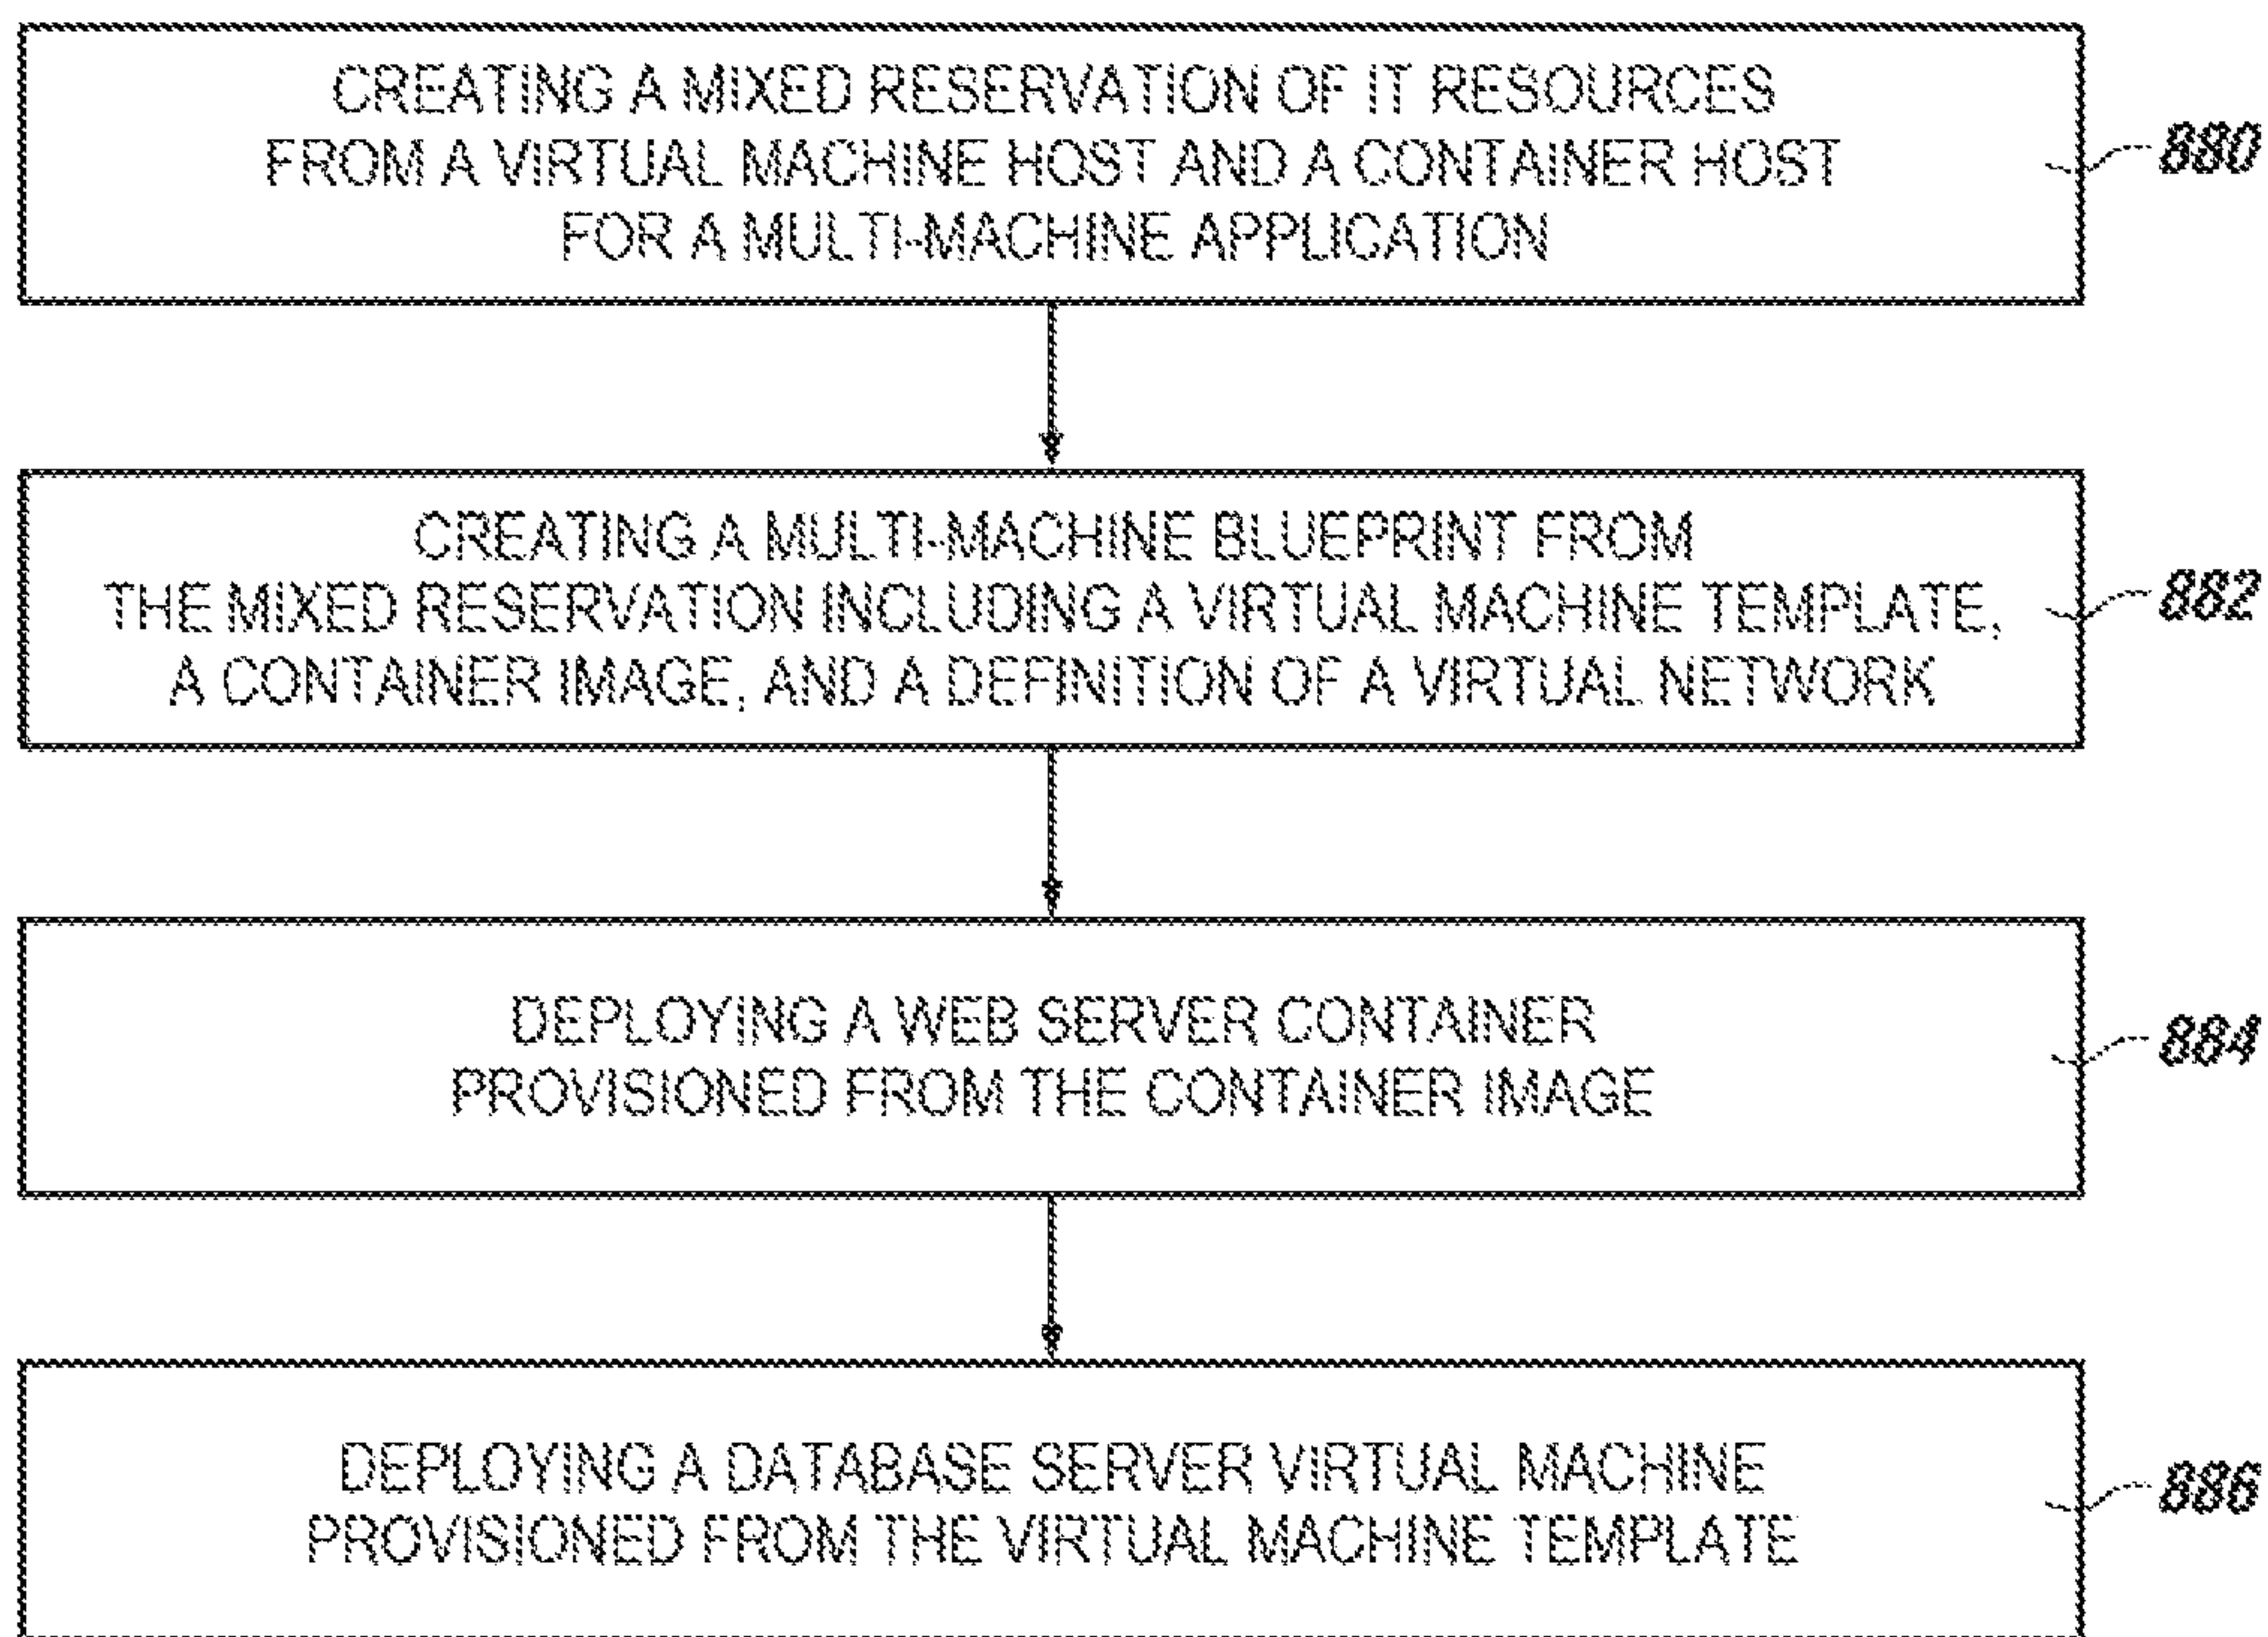 CREATING A MIXED RESERVATION OF IT RESOURCES
FROM A VIRTUAL MACHINE HOST AND A CONTAINER HOST
FOR A MULTI-MACHINE APPLICATION
880
CREATING A MULTI-MACHINE BLUEPRINT FROM
THE MIXED RESERVATION INCLUDING A VIRTUAL MACHINE TEMPLATE,
A CONTAINER IMAGE, AND A DEFINITION OF A VIRTUAL NETWORK
882
DEPLOYING A WEB SERVER CONTAINER
PROVISIONED FROM THE CONTAINER IMAGE
884
DEPLOYING A DATABASE SERVER VIRTUAL MACHINE
PROVISIONED FROM THE VIRTUAL MACHINE TEMPLATE
886